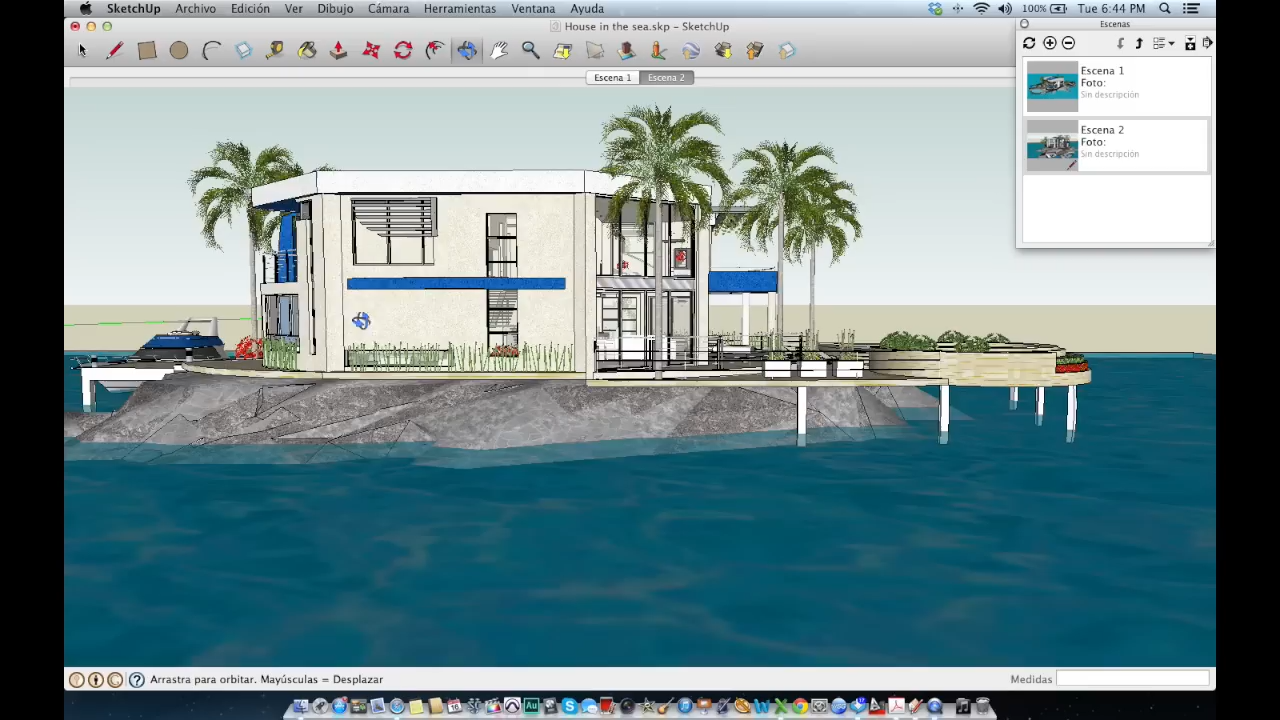 SketchUp Archivo Edición Ver Dibujo Cámara Herramientas Ventana Ayuda 100% Tue 6:44 PM
House in the sea.skp – SketchUp
Escenas
Escena 1 Escena 2
Escena 1
Foto:
Sin descripción
Escena 2
Foto:
Sin descripción
Arrastra para orbitar. Mayúsculas = Desplazar
Medidas